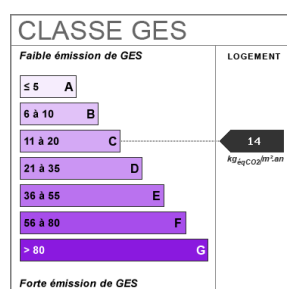 CLASSE GES
Faible émission de GES
LOGEMENT
≤ 5 A
6 à 10 B
11 à 20 C
14
kgéqCO2/m².an
21 à 35 D
36 à 55 E
56 à 80 F
> 80 G
Forte émission de GES